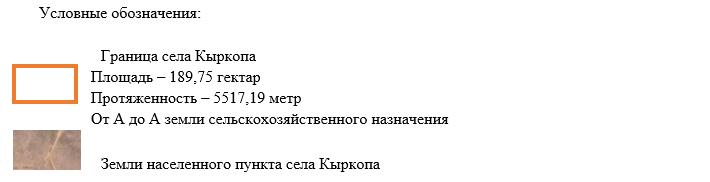 Условные обозначения:
Граница села Кыркопа
Площадь – 189,75 гектар
Протяженность – 5517,19 метр
От А до А земли сельскохозяйственного назначения
Земли населенного пункта села Кыркопа